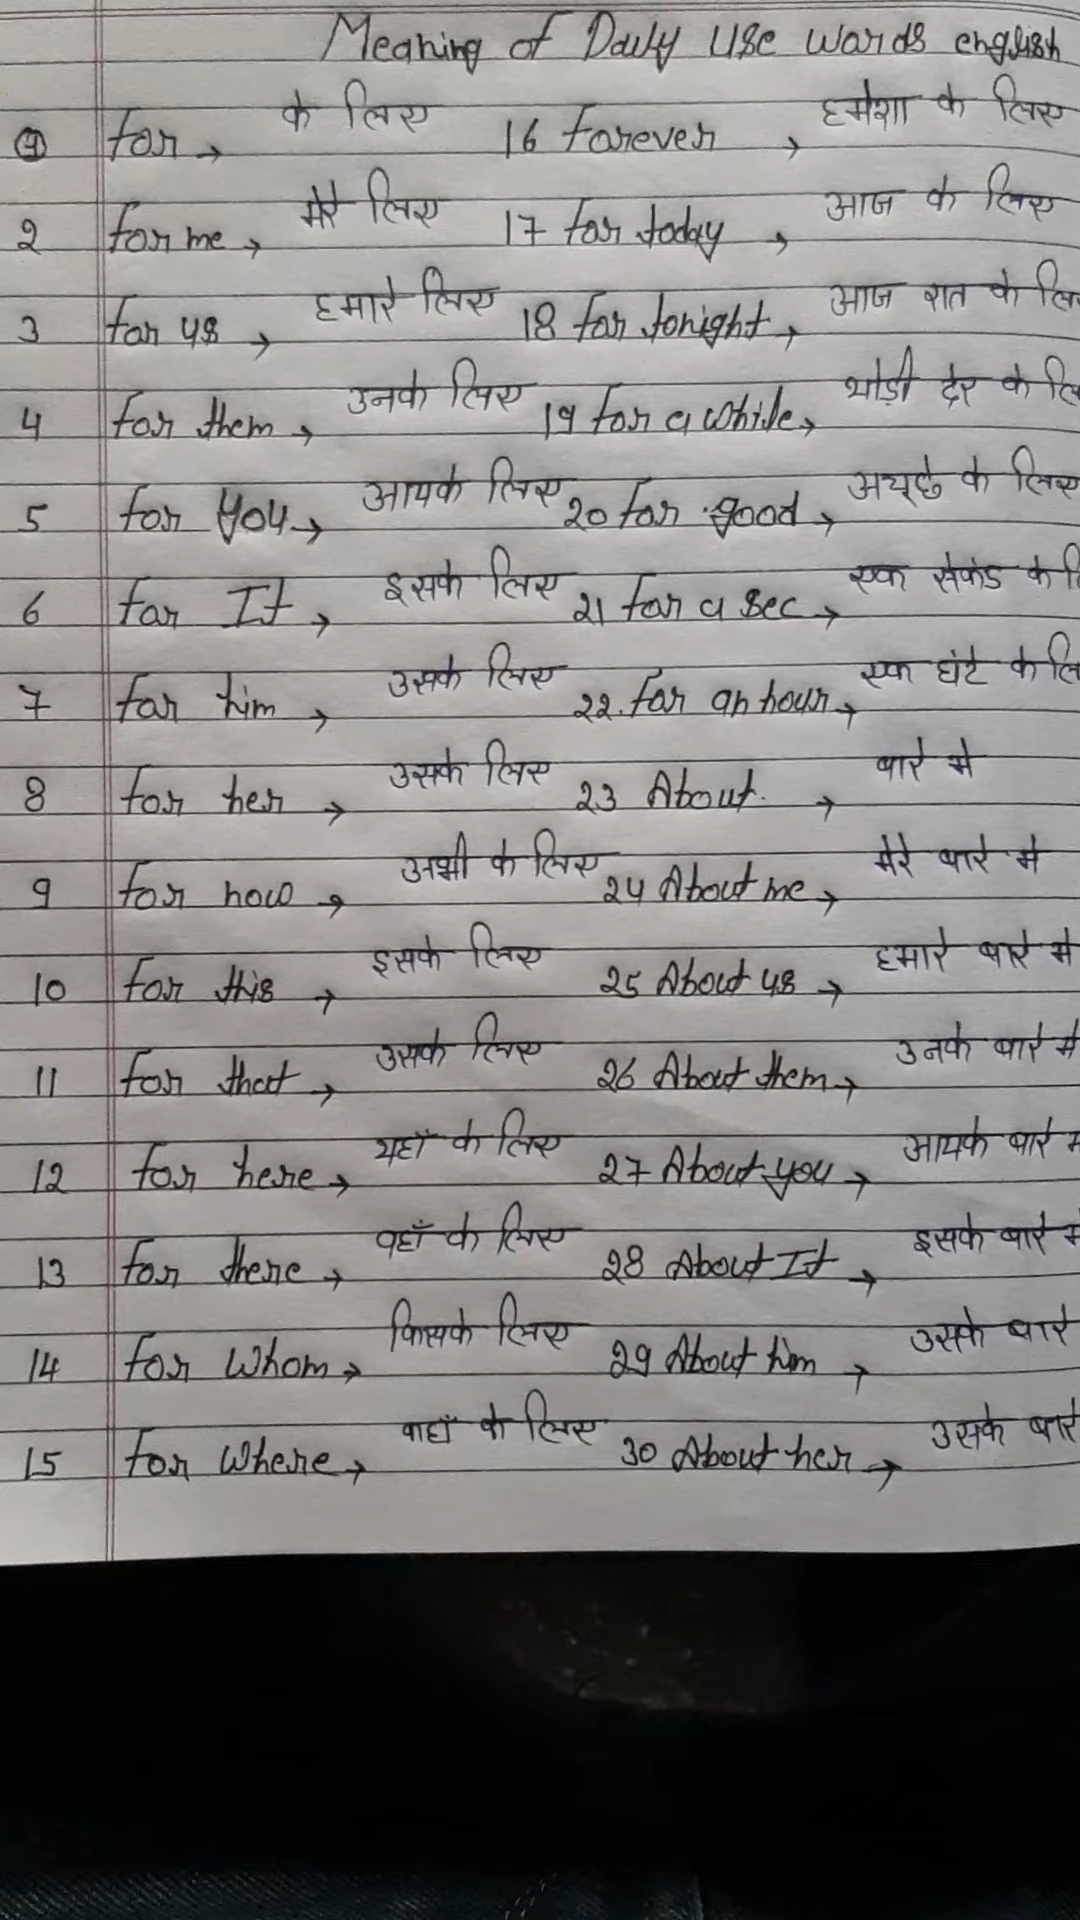 Meaning of Daily Use words english
1 for → के लिए 16 Forever → हमेशा के लिए
2 for me → मेरे लिए 17 for today → आज के लिए
3 for us → हमारे लिए 18 for tonight → आज रात के लि
4 for them → उनके लिए 19 for a while → थोड़ी देर के लि
5 for you → आपके लिए 20 for good → अच्छे के लिए
6 for It → इसके लिए 21 for a sec → एक सेकंड के लि
7 for him → उसके लिए 22. for an hour → एक घंटे के लि
8 for her → उसके लिए 23 About. → बारे मे
9 for now → अभी के लिए 24 About me → मेरे बारे मे
10 for this → इसके लिए 25 About us → हमारे बारे मे
11 for that → उसके लिए 26 About them → उनके बारे मे
12 for here → यहाँ के लिए 27 About you → आपके बारे म
13 for there → वहाँ के लिए 28 About It → इसके बारे म
14 for whom → किसके लिए 29 About him → उसके बारे
15 for where → कहाँ के लिए 30 About her → उसके बारे